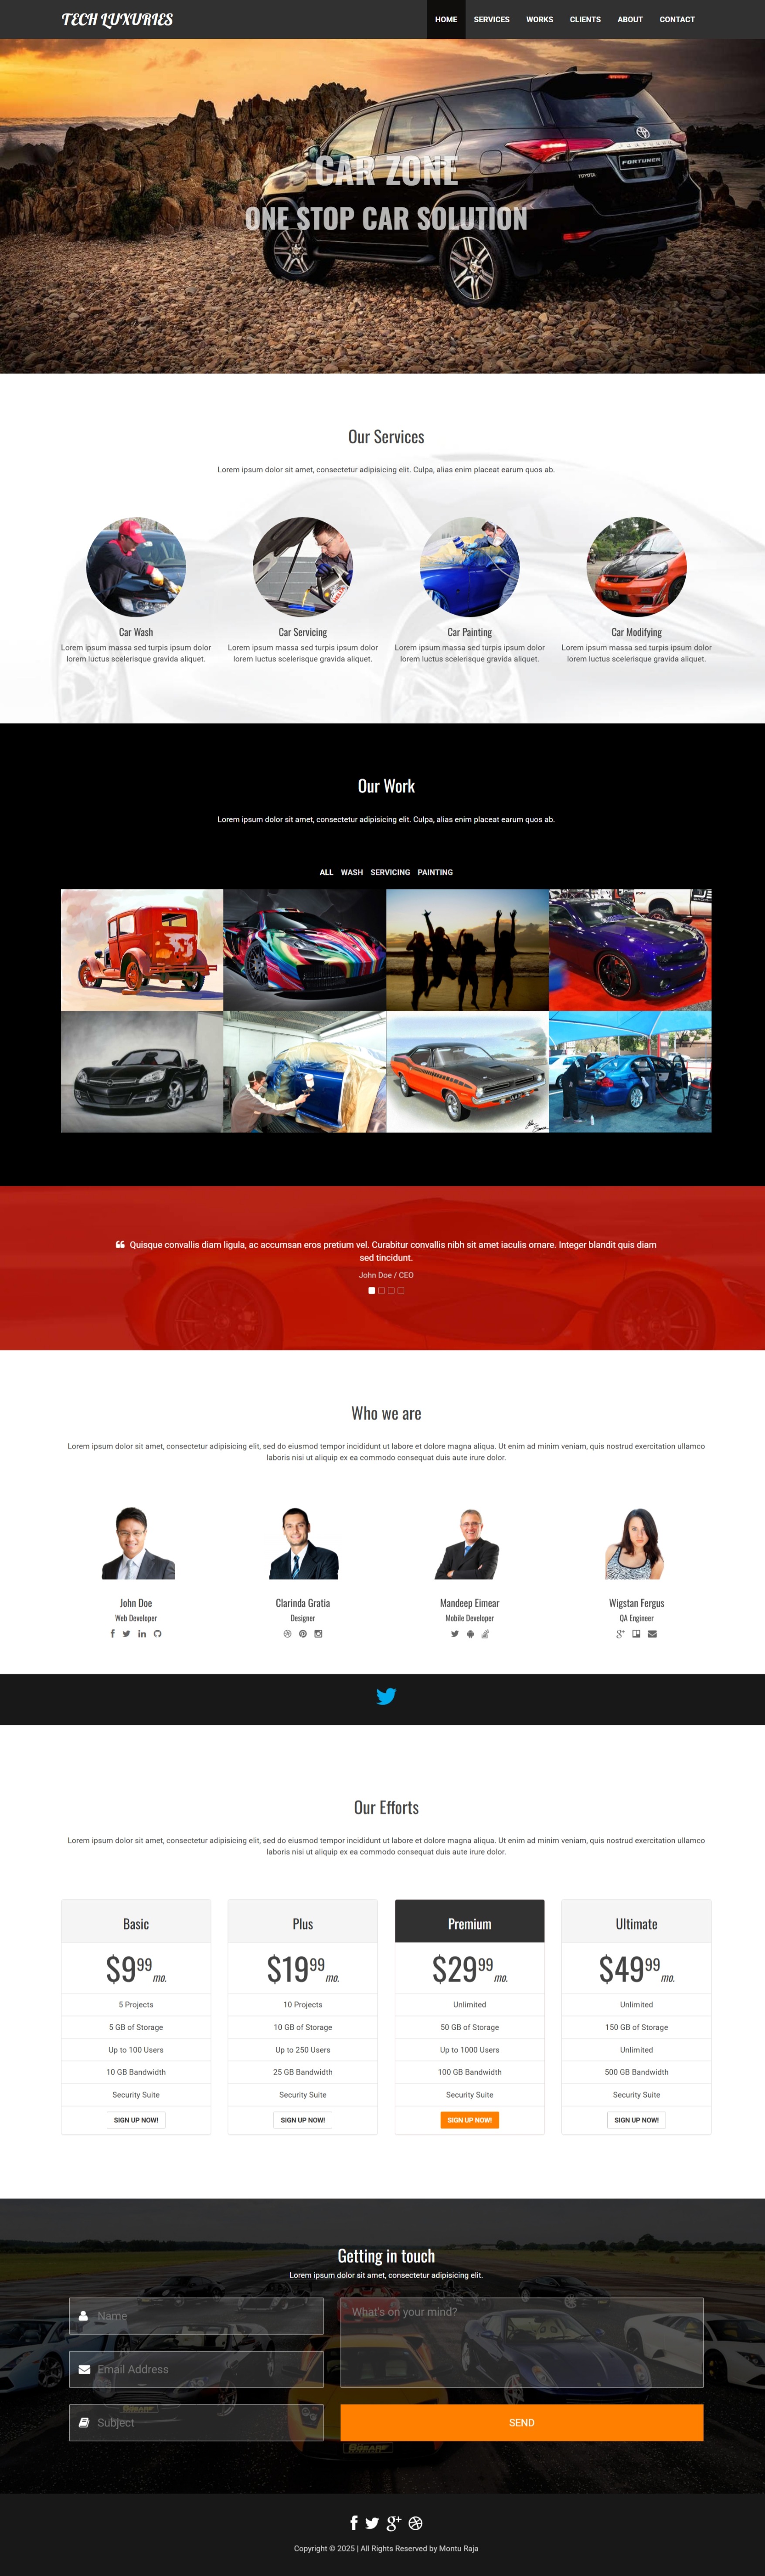 TECH LUXURIES
HOME SERVICES WORKS CLIENTS ABOUT CONTACT
CAR ZONE
ONE STOP CAR SOLUTION
FORTUNER
TOYOTA
Our Services
Lorem ipsum dolor sit amet, consectetur adipisicing elit. Culpa, alias enim placeat earum quos ab.
Car Wash
Lorem ipsum massa sed turpis ipsum dolor
lorem luctus scelerisque gravida aliquet.
Car Servicing
Lorem ipsum massa sed turpis ipsum dolor
lorem luctus scelerisque gravida aliquet.
Car Painting
Lorem ipsum massa sed turpis ipsum dolor
lorem luctus scelerisque gravida aliquet.
Car Modifying
Lorem ipsum massa sed turpis ipsum dolor
lorem luctus scelerisque gravida aliquet.
Our Work
Lorem ipsum dolor sit amet, consectetur adipisicing elit. Culpa, alias enim placeat earum quos ab.
ALL WASH SERVICING PAINTING
Quisque convallis diam ligula, ac accumsan eros pretium vel. Curabitur convallis nibh sit amet iaculis ornare. Integer blandit quis diam
sed tincidunt.
John Doe / CEO
Who we are
Lorem ipsum dolor sit amet, consectetur adipisicing elit, sed do eiusmod tempor incididunt ut labore et dolore magna aliqua. Ut enim ad minim veniam, quis nostrud exercitation ullamco
laboris nisi ut aliquip ex ea commodo consequat duis aute irure dolor.
John Doe
Web Developer
Clarinda Gratia
Designer
Mandeep Eimear
Mobile Developer
Wigstan Fergus
QA Engineer
Our Efforts
Lorem ipsum dolor sit amet, consectetur adipisicing elit, sed do eiusmod tempor incididunt ut labore et dolore magna aliqua. Ut enim ad minim veniam, quis nostrud exercitation ullamco
laboris nisi ut aliquip ex ea commodo consequat duis aute irure dolor.
Basic
$9 99 mo.
5 Projects
5 GB of Storage
Up to 100 Users
10 GB Bandwidth
Security Suite
SIGN UP NOW!
Plus
$19 99 mo.
10 Projects
10 GB of Storage
Up to 250 Users
25 GB Bandwidth
Security Suite
SIGN UP NOW!
Premium
$29 99 mo.
Unlimited
50 GB of Storage
Up to 1000 Users
100 GB Bandwidth
Security Suite
SIGN UP NOW!
Ultimate
$49 99 mo.
Unlimited
150 GB of Storage
Unlimited
500 GB Bandwidth
Security Suite
SIGN UP NOW!
Getting in touch
Lorem ipsum dolor sit amet, consectetur adipisicing elit.
Name
Email Address
Subject
What's on your mind?
SEND
Copyright © 2025 | All Rights Reserved by Montu Raja